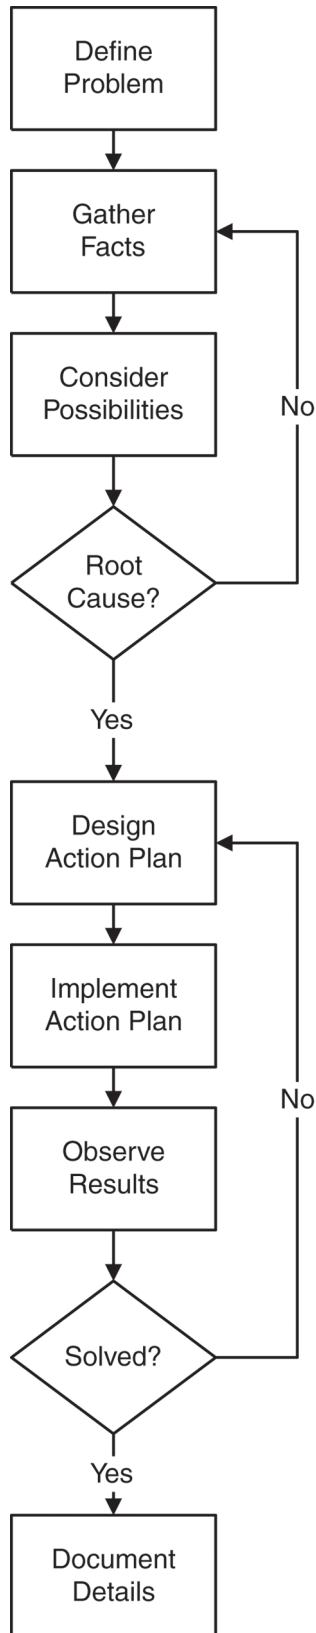 Define
Problem
Gather
Facts
Consider
Possibilities
No
Root
Cause?
Yes
Design
Action Plan
Implement
Action Plan
No
Observe
Results
Solved?
Yes
Document
Details